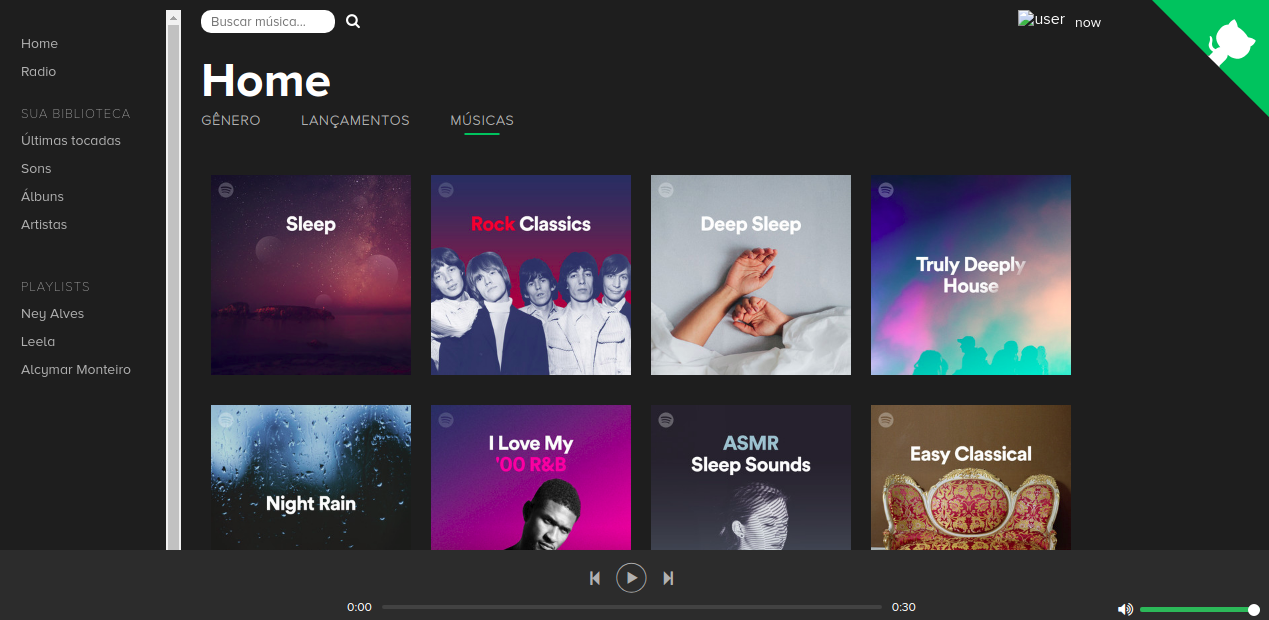 Home
Radio
SUA BIBLIOTECA
Últimas tocadas
Sons
Álbuns
Artistas
PLAYLISTS
Ney Alves
Leela
Alcymar Monteiro
Buscar música...
user now
Home
GÊNERO LANÇAMENTOS MÚSICAS
Sleep
Rock Classics
Deep Sleep
Truly Deeply
House
Night Rain
I Love My
'00 R&B
ASMR
Sleep Sounds
Easy Classical
0:00 0:30